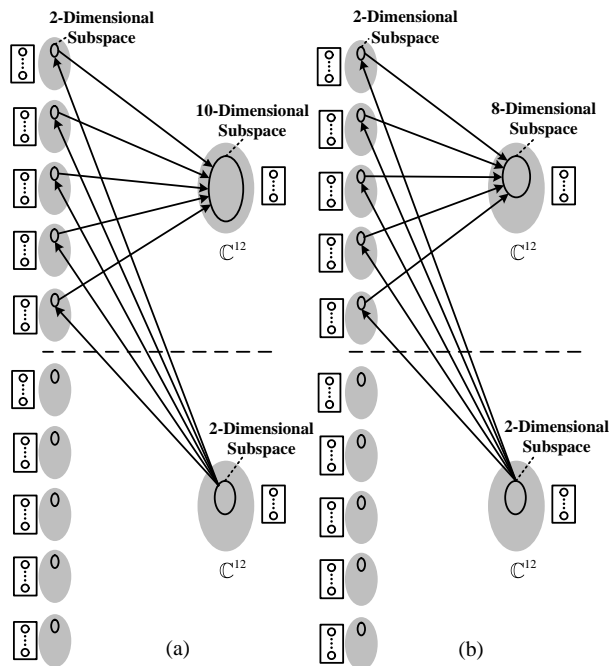 2-Dimensional
Subspace
10-Dimensional
Subspace
ℂ¹²
2-Dimensional
Subspace
ℂ¹²
(a)
2-Dimensional
Subspace
8-Dimensional
Subspace
ℂ¹²
2-Dimensional
Subspace
ℂ¹²
(b)